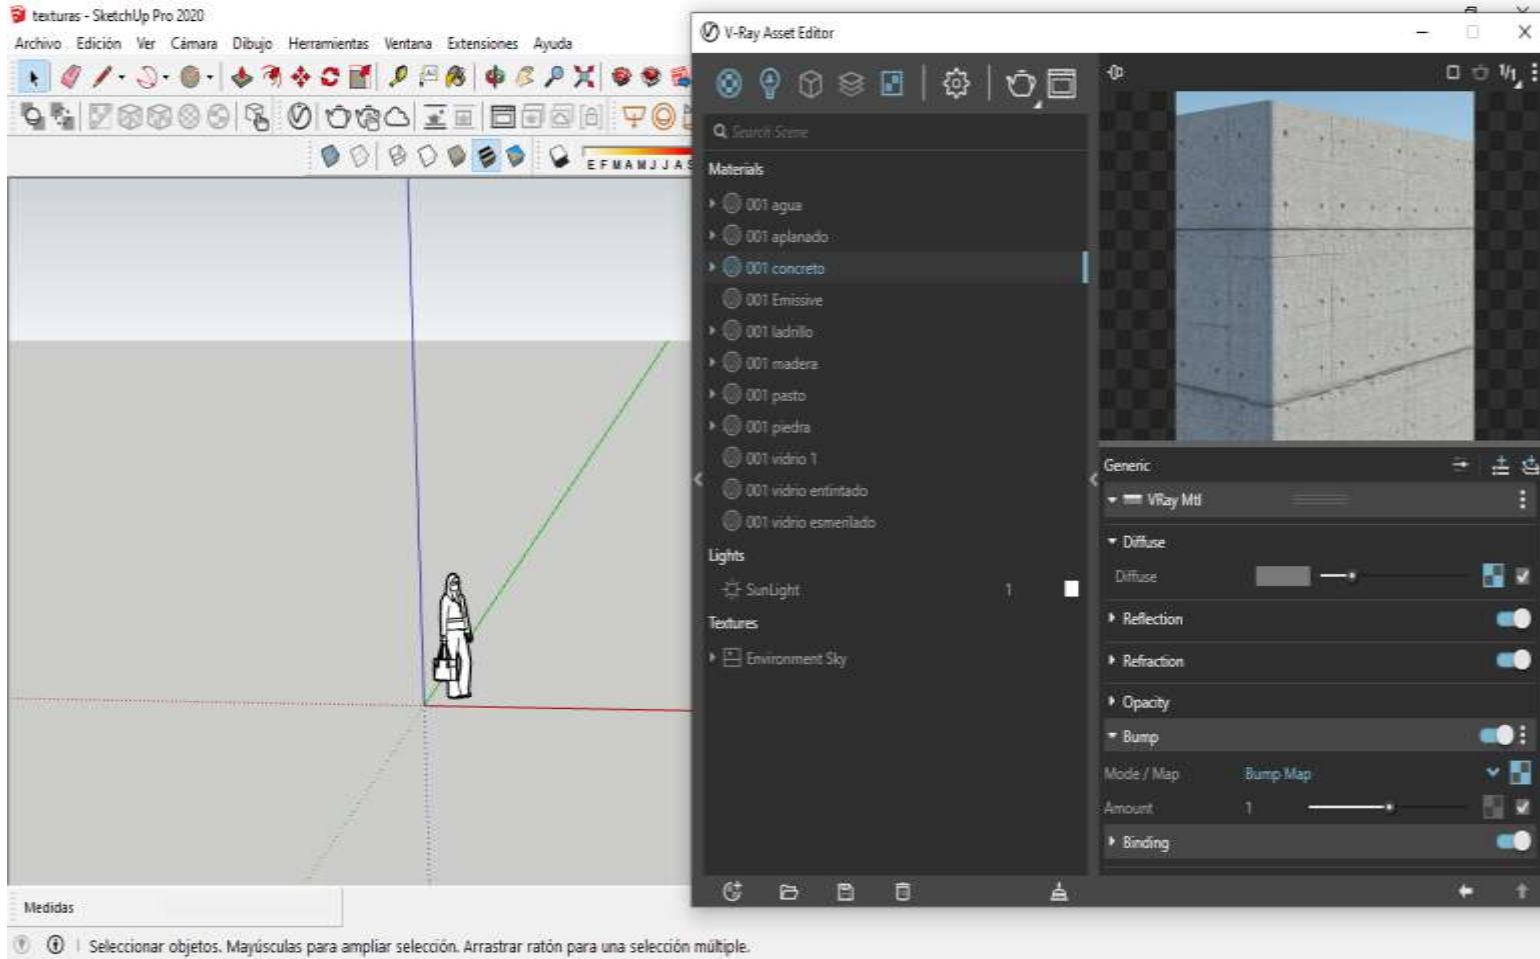 texturas - SketchUp Pro 2020
Archivo Edición Ver Cámara Dibujo Herramientas Ventana Extensiones Ayuda
E F M A M J J A S
Medidas
Seleccionar objetos. Mayúsculas para ampliar selección. Arrastrar ratón para una selección múltiple.
V-Ray Asset Editor
Search Scene
Materials
001 agua
001 aplanado
001 concreto
001 Emissive
001 ladrillo
001 madera
001 pasto
001 piedra
001 vidrio 1
001 vidrio entintado
001 vidrio esmerilado
Lights
SunLight 1
Textures
Environment Sky
1/1
Generic
VRay Mtl
Diffuse
Diffuse
Reflection
Refraction
Opacity
Bump
Mode / Map Bump Map
Amount 1
Binding